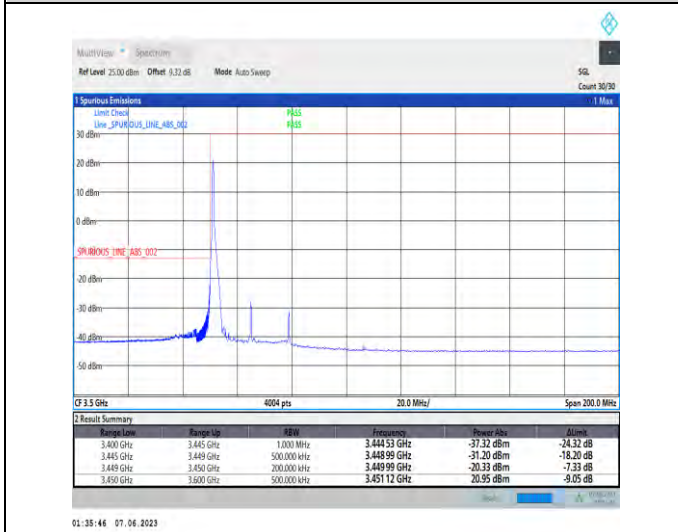 MultiView Spectrum
Ref Level 25.00 dBm Offset 9.32 dB Mode Auto Sweep SGL
Count 30/30
1 Spurious Emissions 1 Max
Limit Check PASS
Line _SPURIOUS_LINE_ABS_002 PASS
30 dBm
20 dBm
10 dBm
0 dBm
_SPURIOUS_LINE_ABS_002
-20 dBm
-30 dBm
-40 dBm
-50 dBm
CF 3.5 GHz 4004 pts 20.0 MHz/ Span 200.0 MHz
2 Result Summary
Range Low Range Up RBW Frequency Power Abs ΔLimit
3.400 GHz 3.445 GHz 1.000 MHz 3.444 53 GHz -37.32 dBm -24.32 dB
3.445 GHz 3.449 GHz 500.000 kHz 3.448 99 GHz -31.20 dBm -18.20 dB
3.449 GHz 3.450 GHz 200.000 kHz 3.449 99 GHz -20.33 dBm -7.33 dB
3.450 GHz 3.600 GHz 500.000 kHz 3.451 12 GHz 20.95 dBm -9.05 dB
01:35:46 07.06.2023